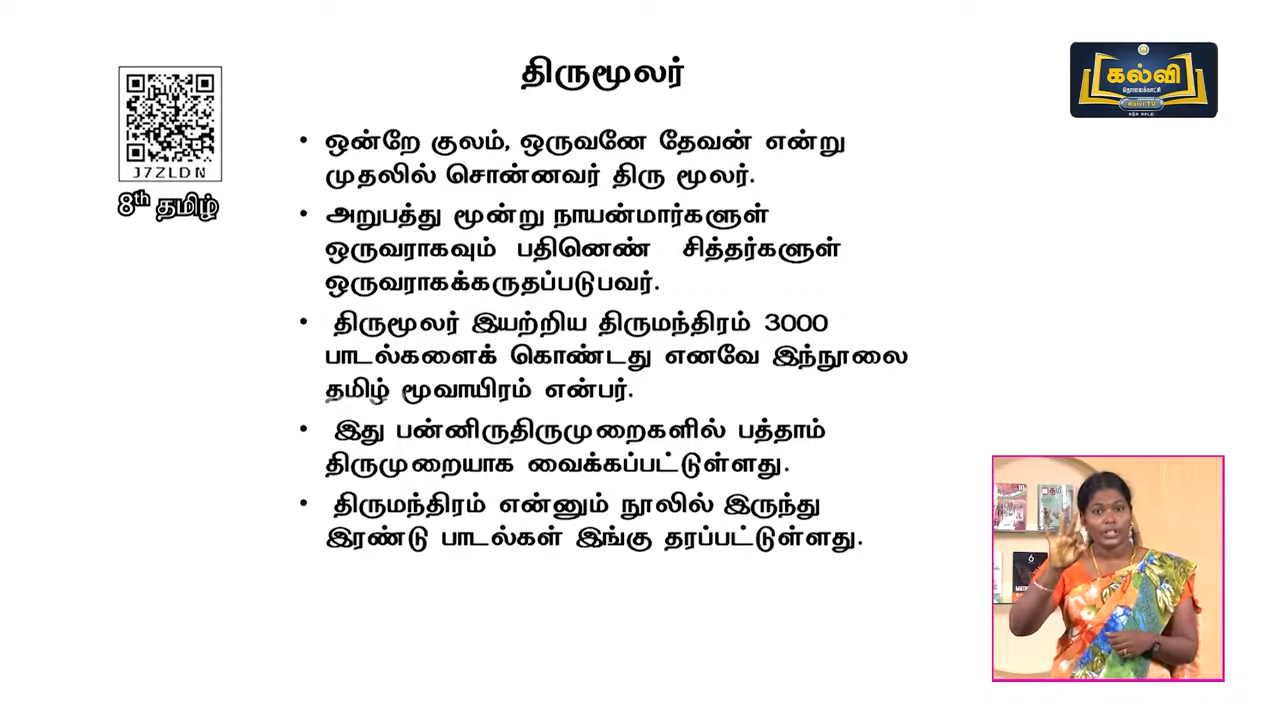 திருமூலர்
கல்வி
தொலைக்காட்சி
Kalvi TV
J7ZLDN
8th தமிழ்
• ஒன்றே குலம், ஒருவனே தேவன் என்று
முதலில் சொன்னவர் திரு மூலர்.
• அறுபத்து மூன்று நாயன்மார்களுள்
ஒருவராகவும் பதினெண் சித்தர்களுள்
ஒருவராகக்கருதப்படுபவர்.
• திருமூலர் இயற்றிய திருமந்திரம் 3000
பாடல்களைக் கொண்டது எனவே இந்நூலை
தமிழ் மூவாயிரம் என்பர்.
• இது பன்னிருதிருமுறைகளில் பத்தாம்
திருமுறையாக வைக்கப்பட்டுள்ளது.
• திருமந்திரம் என்னும் நூலில் இருந்து
இரண்டு பாடல்கள் இங்கு தரப்பட்டுள்ளது.